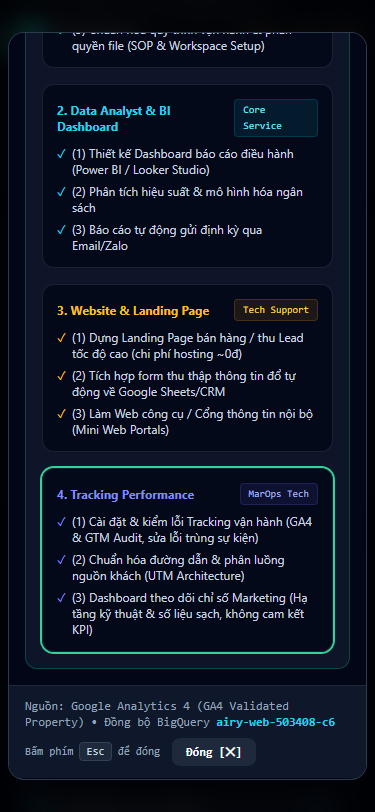 quyền file (SOP & Workspace Setup)
2. Data Analyst & BI
Dashboard
Core
Service
✓ (1) Thiết kế Dashboard báo cáo điều hành
(Power BI / Looker Studio)
✓ (2) Phân tích hiệu suất & mô hình hóa ngân
sách
✓ (3) Báo cáo tự động gửi định kỳ qua
Email/Zalo
3. Website & Landing Page
Tech Support
✓ (1) Dựng Landing Page bán hàng / thu Lead
tốc độ cao (chi phí hosting ~0đ)
✓ (2) Tích hợp form thu thập thông tin đổ tự
động về Google Sheets/CRM
✓ (3) Làm Web công cụ / Cổng thông tin nội bộ
(Mini Web Portals)
4. Tracking Performance
MarOps Tech
✓ (1) Cài đặt & kiểm lỗi Tracking vận hành (GA4
& GTM Audit, sửa lỗi trùng sự kiện)
✓ (2) Chuẩn hóa đường dẫn & phân luồng
nguồn khách (UTM Architecture)
✓ (3) Dashboard theo dõi chỉ số Marketing (Hạ
tầng kỹ thuật & số liệu sạch, không cam kết
KPI)
Nguồn: Google Analytics 4 (GA4 Validated
Property) • Đồng bộ BigQuery airy-web-503408-c6
Bấm phím Esc để đóng
Đóng [✕]